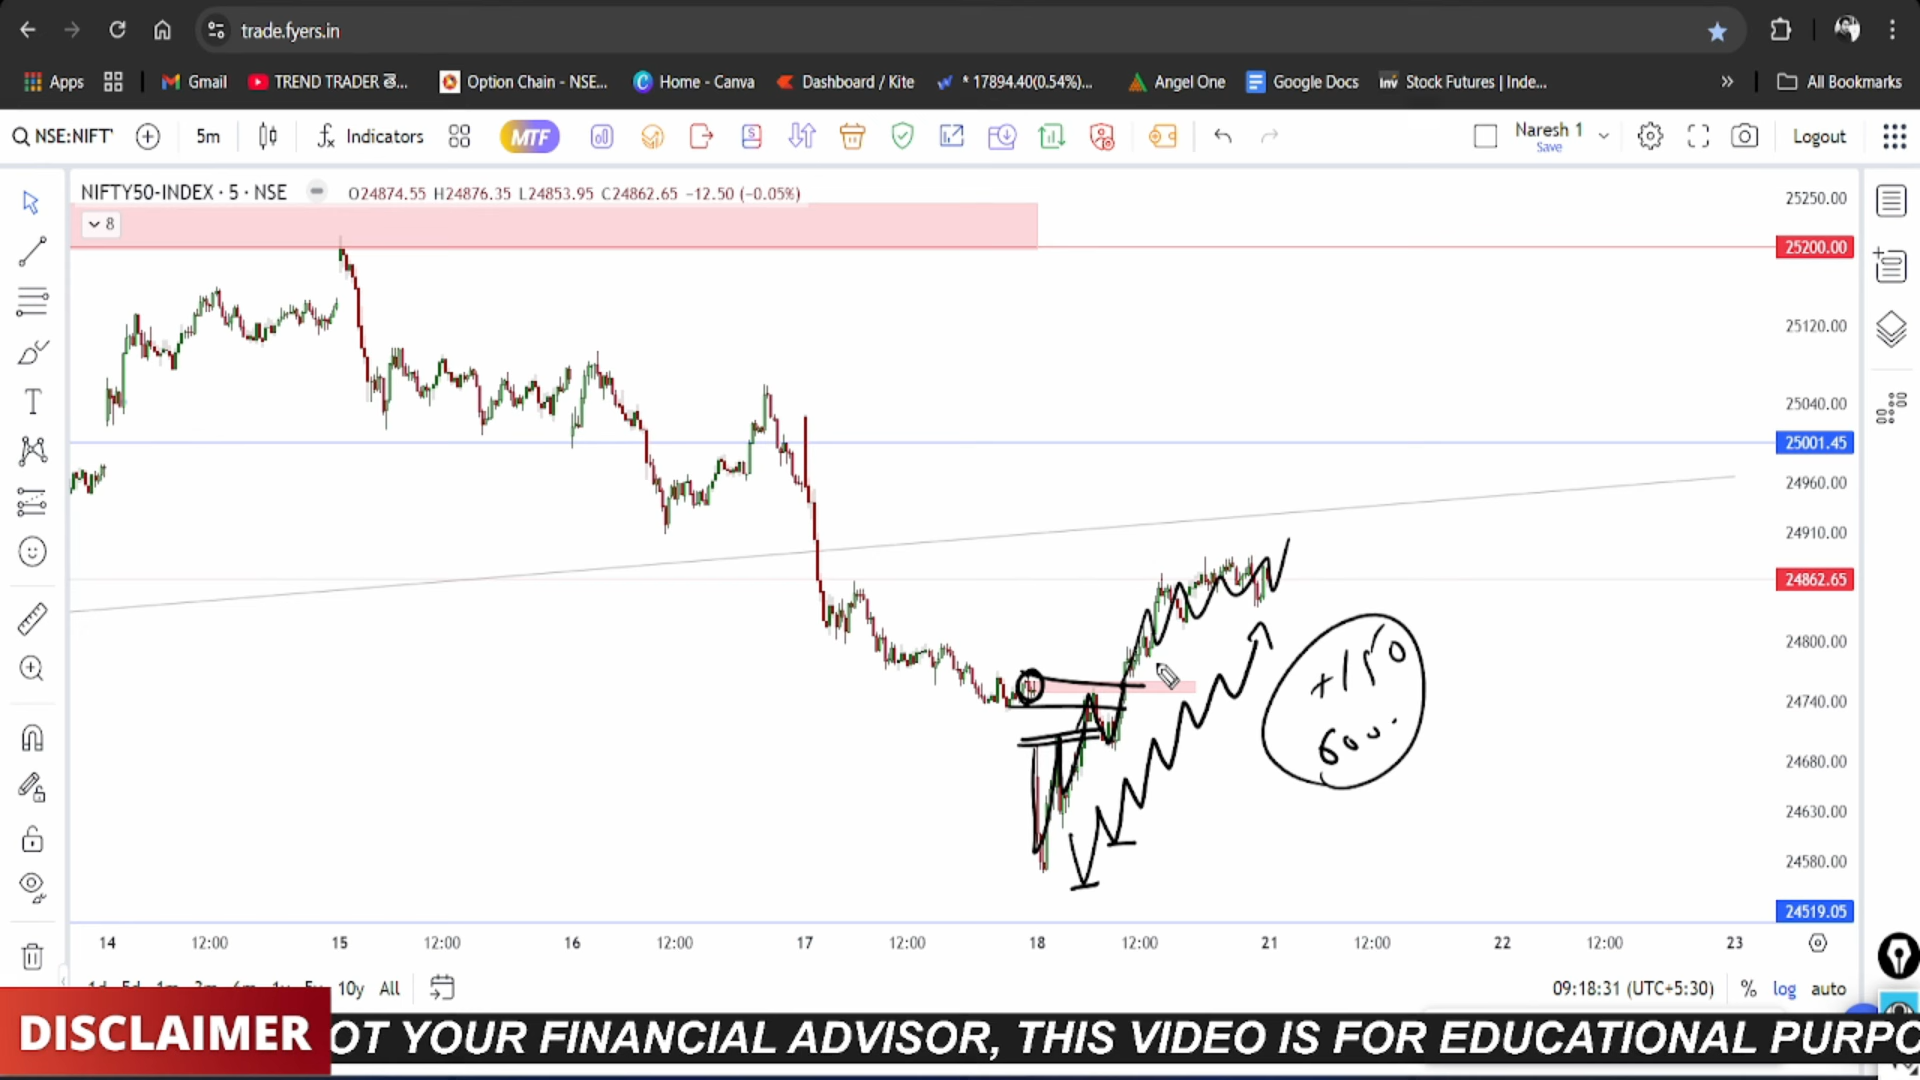 trade.fyers.in
Apps Gmail TREND TRADER Option Chain - NSE... Home - Canva Dashboard / Kite * 17894.40(0.54%)... Angel One Google Docs Inv Stock Futures | Inde... » All Bookmarks
NSE:NIFT' 5m Indicators MTF Naresh 1 Logout
Save
NIFTY50-INDEX · 5 · NSE O24874.55 H24876.35 L24853.95 C24862.65 −12.50 (−0.05%)
8
25250.00
25200.00
25120.00
25040.00
25001.45
24960.00
24910.00
24862.65
24800.00
24740.00
24680.00
24630.00
24580.00
24519.05
+150
600.
14 12:00 15 12:00 16 12:00 17 12:00 18 12:00 21 12:00 22 12:00 23
10y All 09:18:31 (UTC+5:30) % log auto
DISCLAIMER OT YOUR FINANCIAL ADVISOR, THIS VIDEO IS FOR EDUCATIONAL PURPO